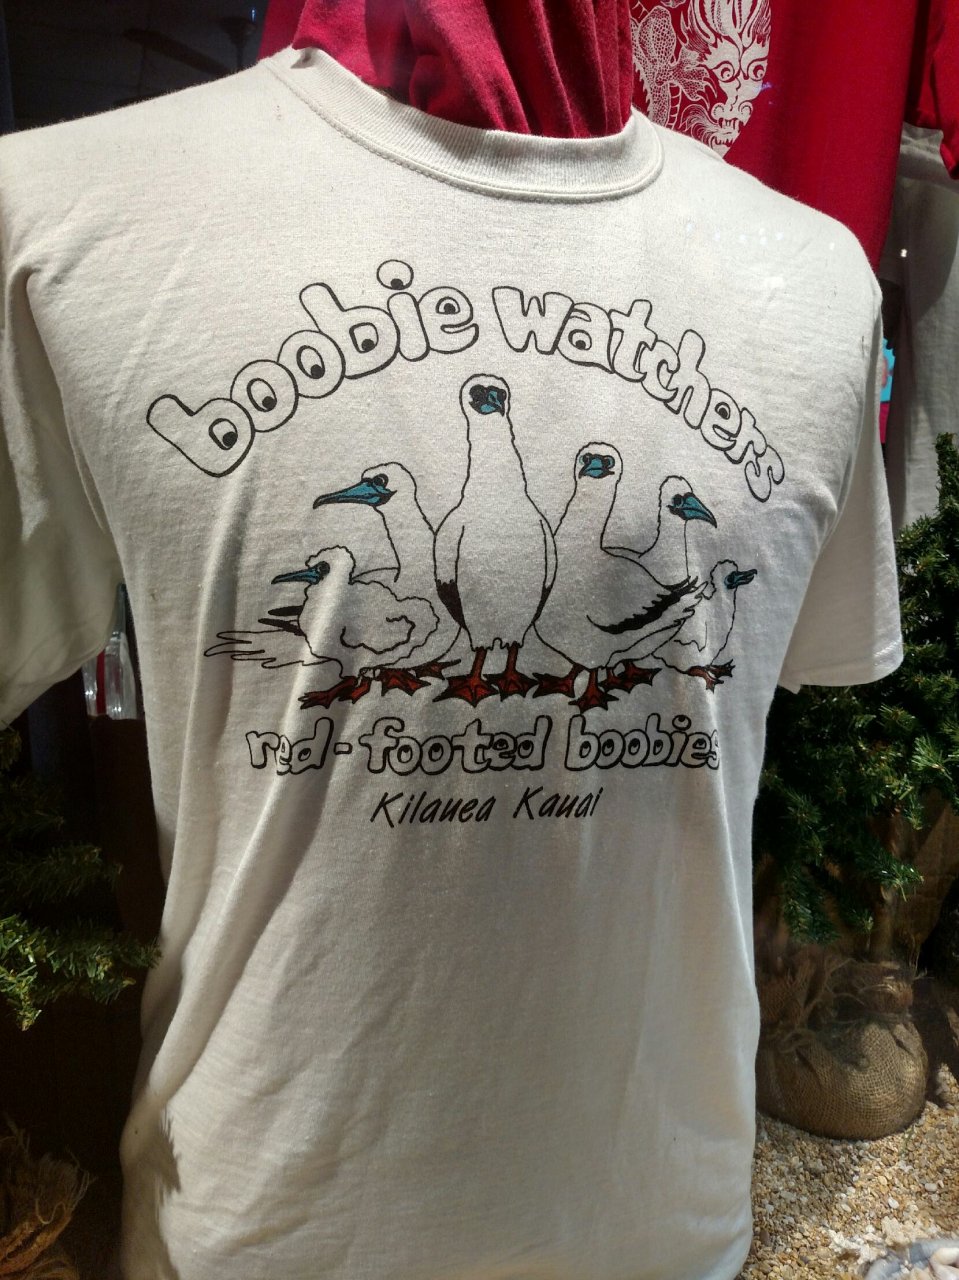 boobie watchers
red-footed boobies
Kilauea Kauai